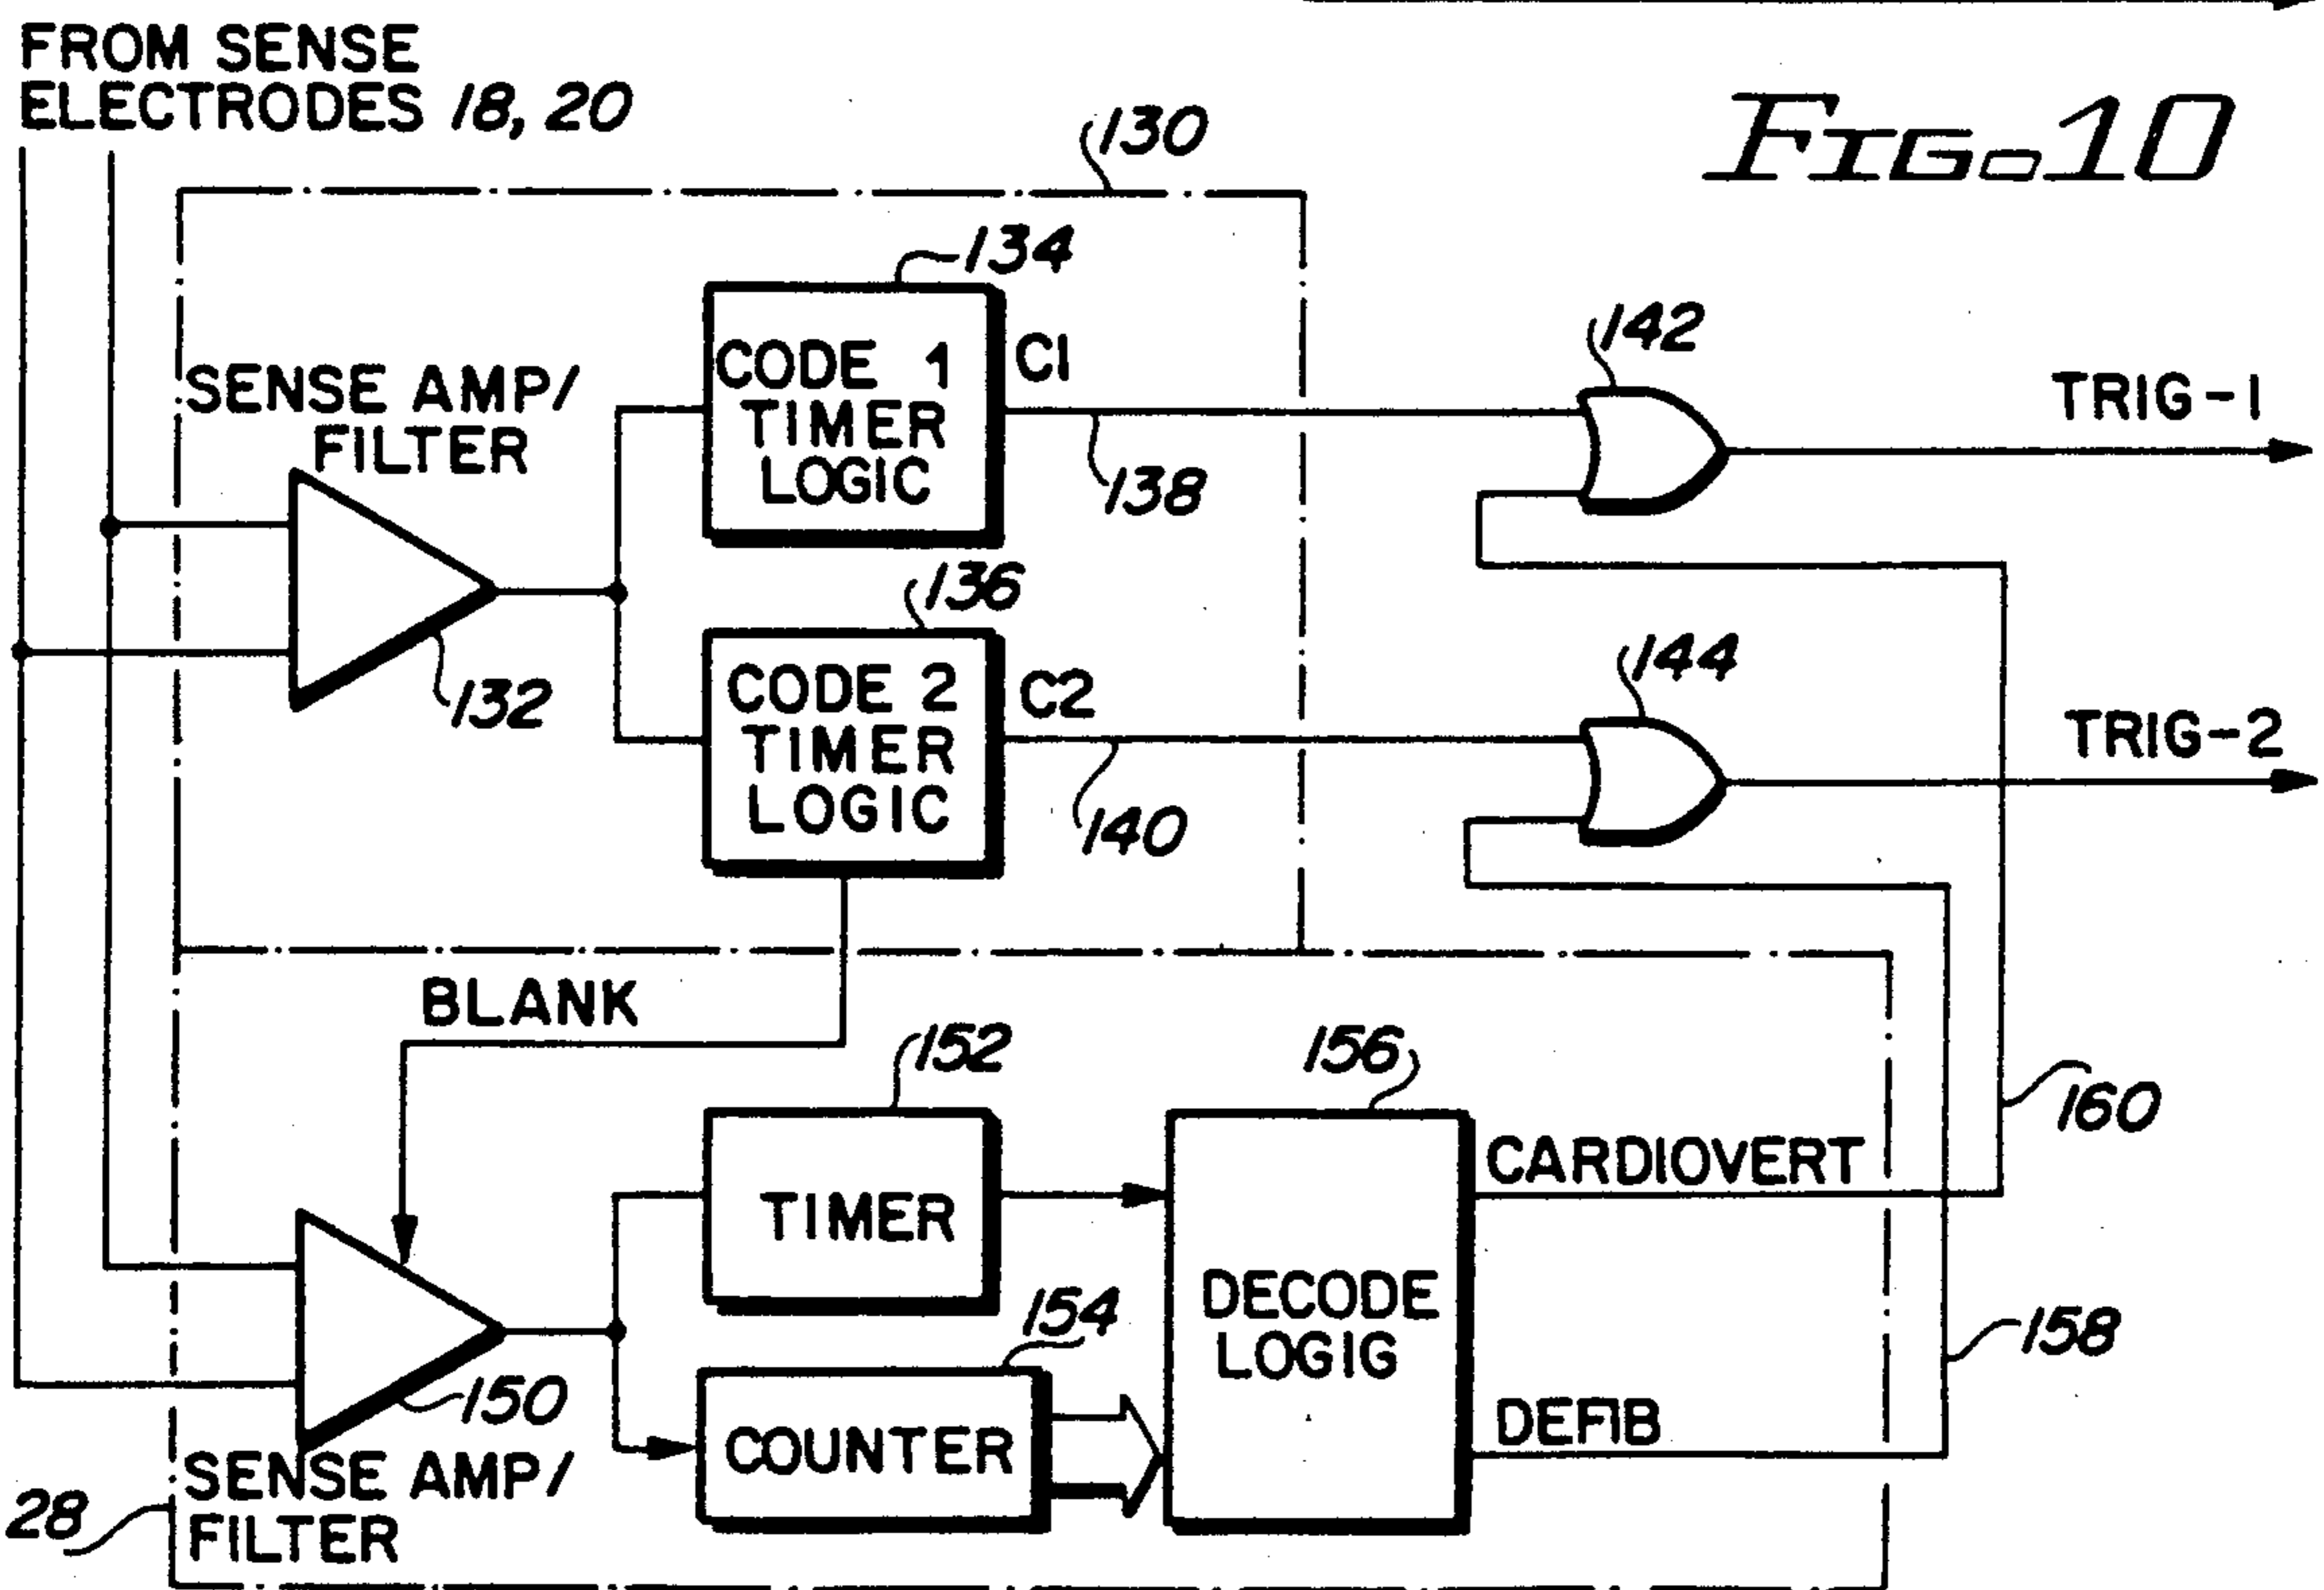 FROM SENSE
ELECTRODES 18, 20
130
FIG. 10
134
142
CODE 1
TIMER
LOGIC
C1
TRIG-1
SENSE AMP/
FILTER
138
136
144
132
CODE 2
TIMER
LOGIC
C2
TRIG-2
140
BLANK
152
156
160
TIMER
CARDIOVERT
DECODE
LOGIG
154
158
150
COUNTER
DEFIB
SENSE AMP/
FILTER
28